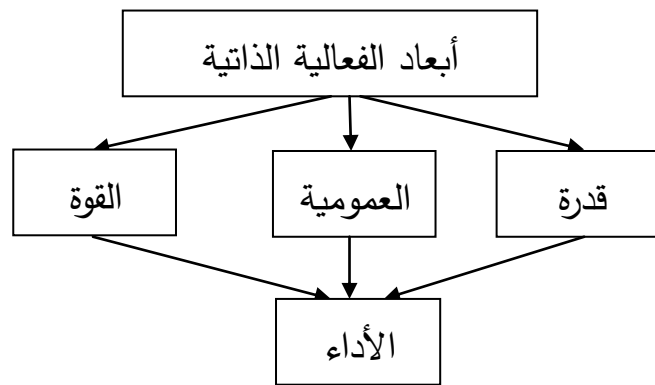 أبعاد الفعالية الذاتية
قدرة
العمومية
القوة
الأداء